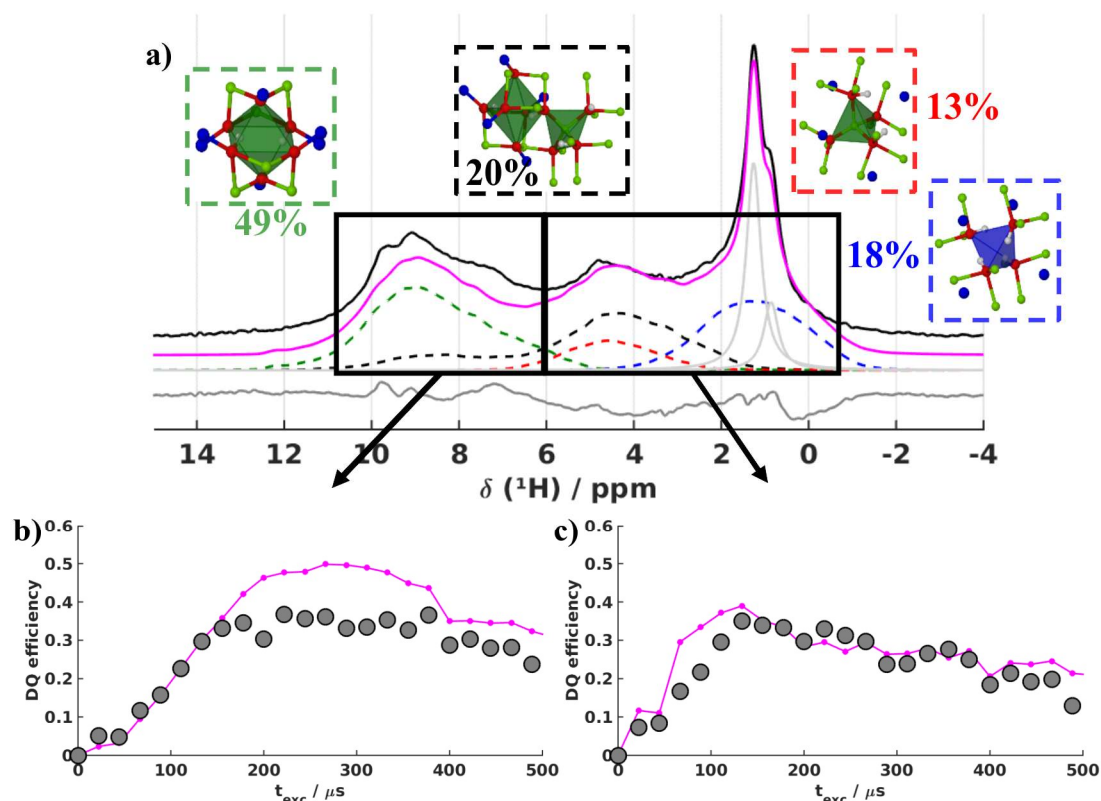 a)
49%
20%
13%
18%
14 12 10 8 6 4 2 0 -2 -4
δ (¹H) / ppm
b)
0.6
0.5
0.4
0.3
0.2
0.1
0
DQ efficiency
0 100 200 300 400 500
t_exc / μs
c)
0.6
0.5
0.4
0.3
0.2
0.1
0
DQ efficiency
0 100 200 300 400 500
t_exc / μs